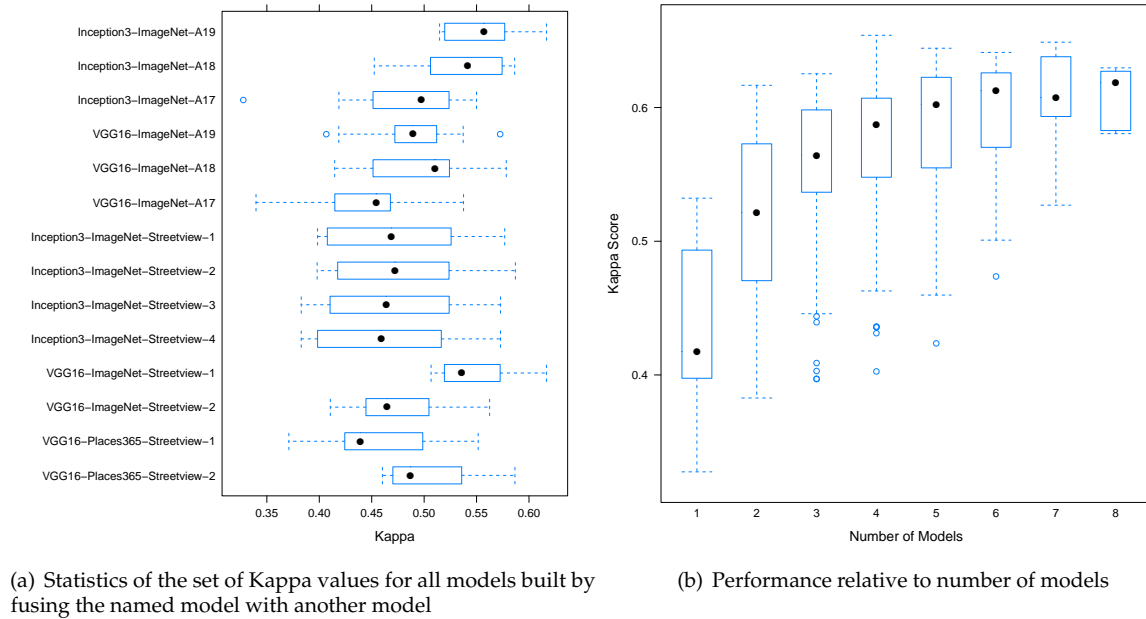 Inception3−ImageNet−A19
Inception3−ImageNet−A18
Inception3−ImageNet−A17
VGG16−ImageNet−A19
VGG16−ImageNet−A18
VGG16−ImageNet−A17
Inception3−ImageNet−Streetview−1
Inception3−ImageNet−Streetview−2
Inception3−ImageNet−Streetview−3
Inception3−ImageNet−Streetview−4
VGG16−ImageNet−Streetview−1
VGG16−ImageNet−Streetview−2
VGG16−Places365−Streetview−1
VGG16−Places365−Streetview−2
0.35 0.40 0.45 0.50 0.55 0.60
Kappa
(a) Statistics of the set of Kappa values for all models built by
fusing the named model with another model
Kappa Score
0.6
0.5
0.4
1 2 3 4 5 6 7 8
Number of Models
(b) Performance relative to number of models